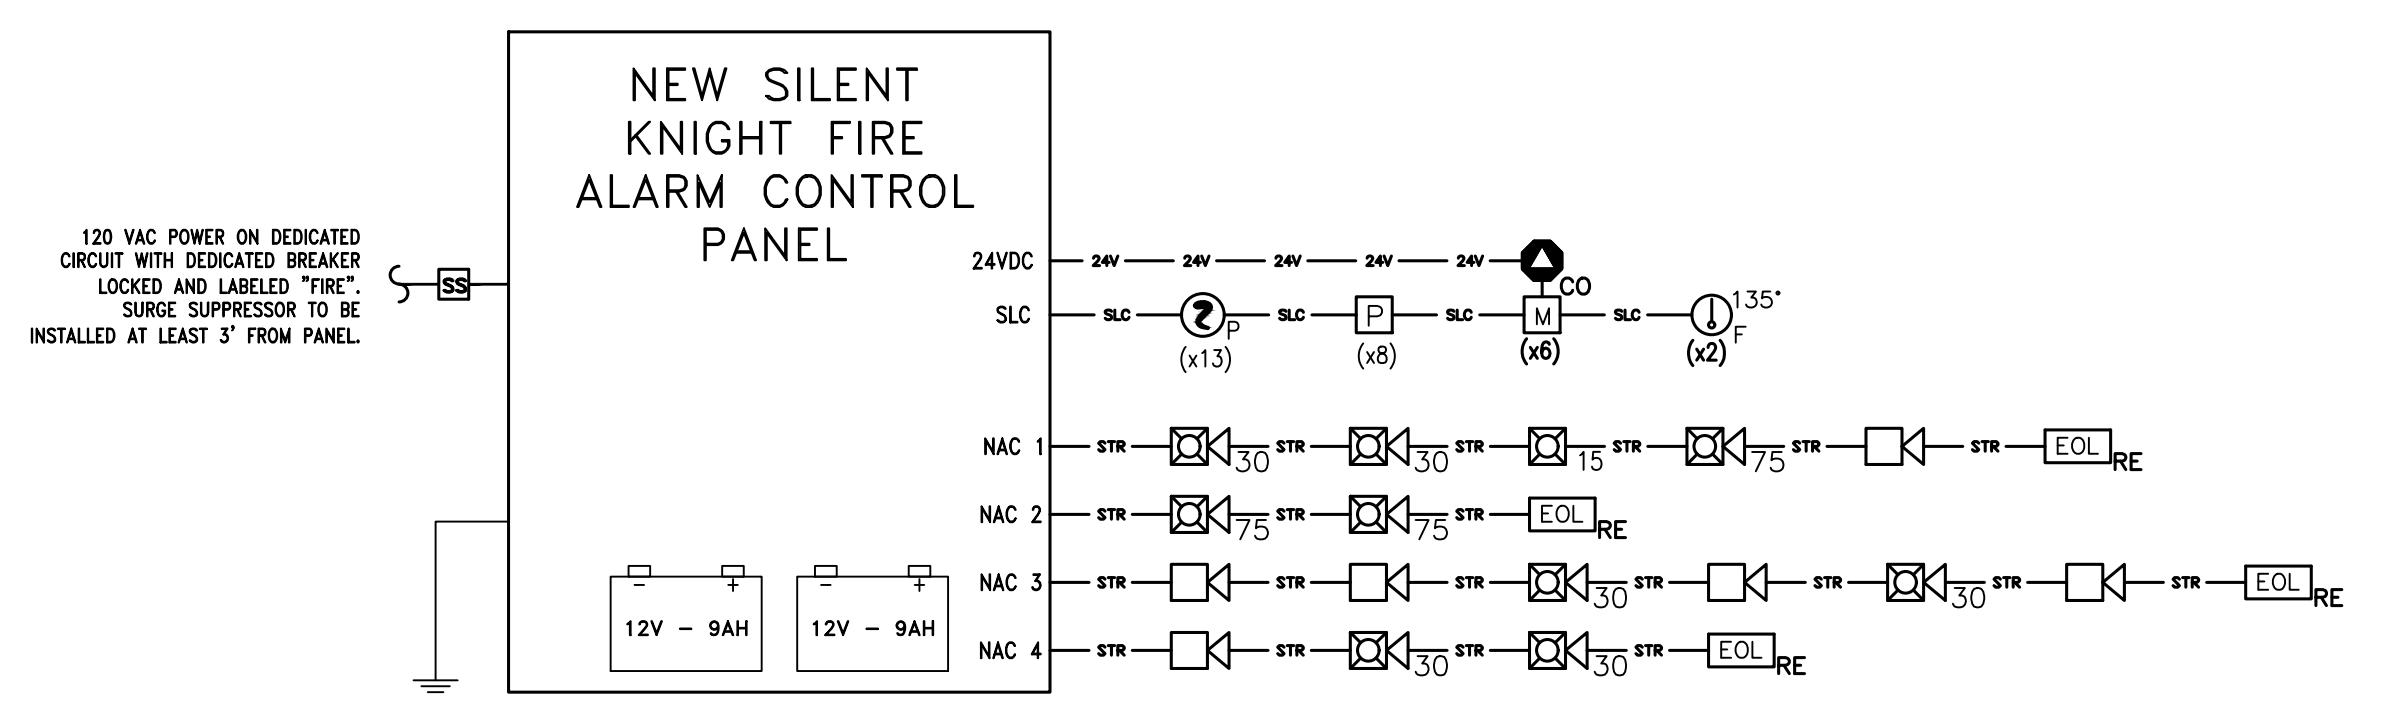 NEW SILENT
KNIGHT FIRE
ALARM CONTROL
PANEL
120 VAC POWER ON DEDICATED
CIRCUIT WITH DEDICATED BREAKER
LOCKED AND LABELED "FIRE".
SURGE SUPPRESSOR TO BE
INSTALLED AT LEAST 3' FROM PANEL.
SS
24VDC 24V 24V 24V 24V 24V
CO
SLC SLC P SLC P SLC M SLC 135° F
(x13) (x8) (x6) (x2)
NAC 1 STR 30 STR 30 STR 15 STR 75 STR STR EOL RE
NAC 2 STR 75 STR 75 STR EOL RE
NAC 3 STR STR STR 30 STR STR 30 STR STR EOL RE
NAC 4 STR STR 30 STR 30 STR EOL RE
- + - +
12V - 9AH 12V - 9AH